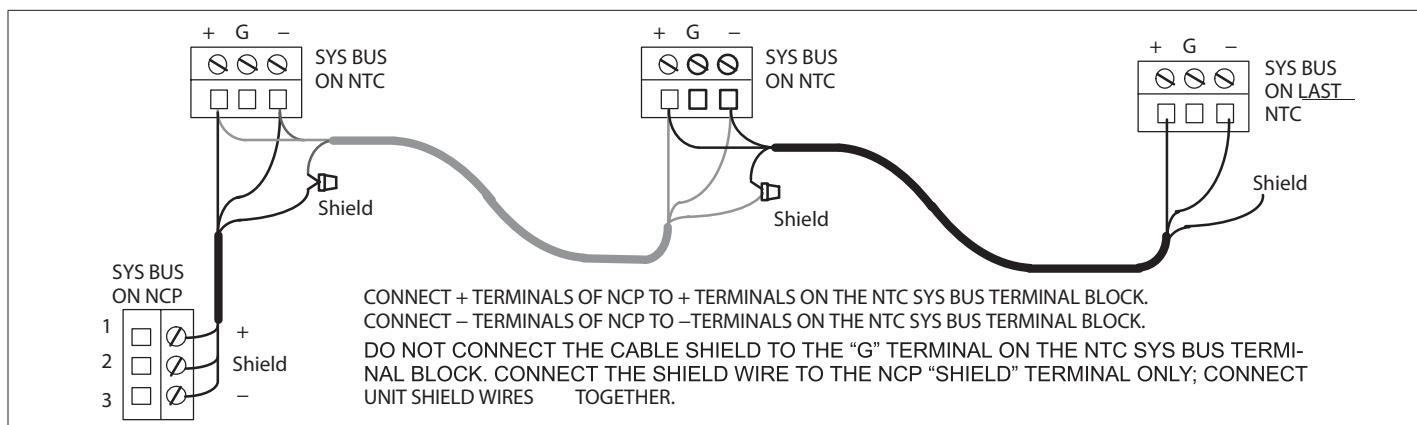 + G −
SYS BUS
ON NTC
+ G −
SYS BUS
ON NTC
+ G −
SYS BUS
ON LAST
NTC
Shield
Shield
Shield
SYS BUS
ON NCP
1
+
2
Shield
3
−
CONNECT + TERMINALS OF NCP TO + TERMINALS ON THE NTC SYS BUS TERMINAL BLOCK.
CONNECT − TERMINALS OF NCP TO −TERMINALS ON THE NTC SYS BUS TERMINAL BLOCK.
DO NOT CONNECT THE CABLE SHIELD TO THE “G” TERMINAL ON THE NTC SYS BUS TERMI-
NAL BLOCK. CONNECT THE SHIELD WIRE TO THE NCP “SHIELD” TERMINAL ONLY; CONNECT
UNIT SHIELD WIRES TOGETHER.